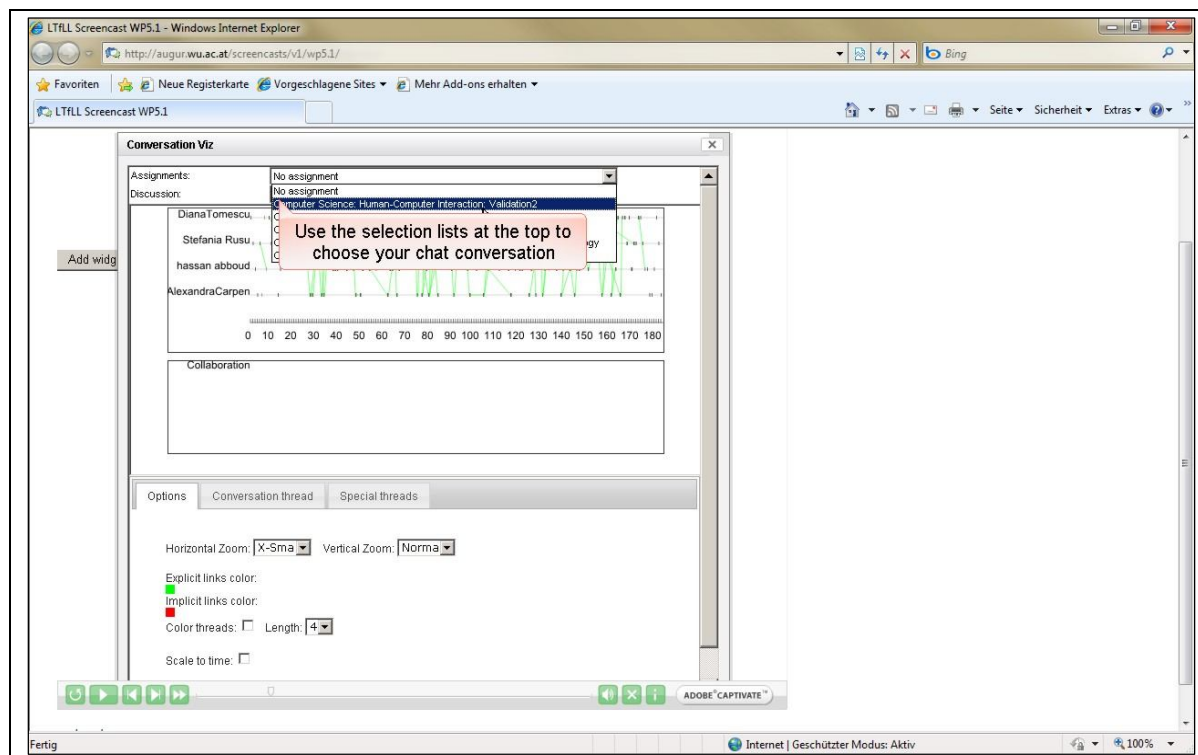 LTfLL Screencast WP5.1 - Windows Internet Explorer
http://augur.wu.ac.at/screencasts/v1/wp5.1/
Bing
Favoriten
Neue Registerkarte
Vorgeschlagene Sites
Mehr Add-ons erhalten
LTfLL Screencast WP5.1
Seite
Sicherheit
Extras
Conversation Viz
Assignments:
No assignment
Discussion:
No assignment
Computer Science: Human-Computer Interaction: Validation2
Use the selection lists at the top to
choose your chat conversation
DianaTomescu
Stefania Rusu
hassan abboud
AlexandraCarpen
Add widg
0 10 20 30 40 50 60 70 80 90 100 110 120 130 140 150 160 170 180
Collaboration
Options
Conversation thread
Special threads
Horizontal Zoom: X-Sma
Vertical Zoom: Norma
Explicit links color:
Implicit links color:
Color threads:
Length: 4
Scale to time:
ADOBE® CAPTIVATE™
Fertig
Internet | Geschützter Modus: Aktiv
100%